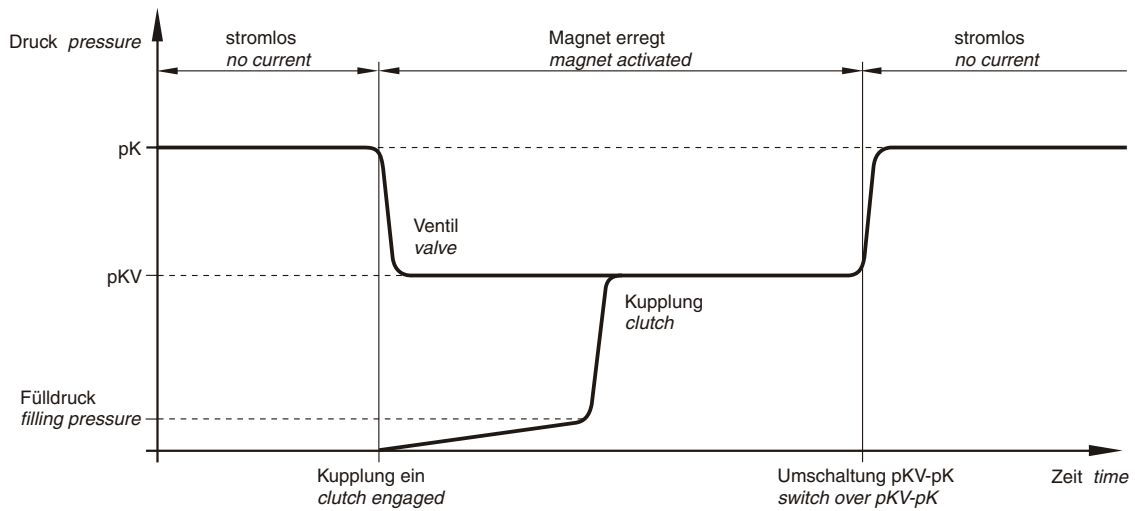 Druck pressure
stromlos
no current
Magnet erregt
magnet activated
stromlos
no current
pK
Ventil
valve
pKV
Kupplung
clutch
Fülldruck
filling pressure
Kupplung ein
clutch engaged
Umschaltung pKV-pK
switch over pKV-pK
Zeit time